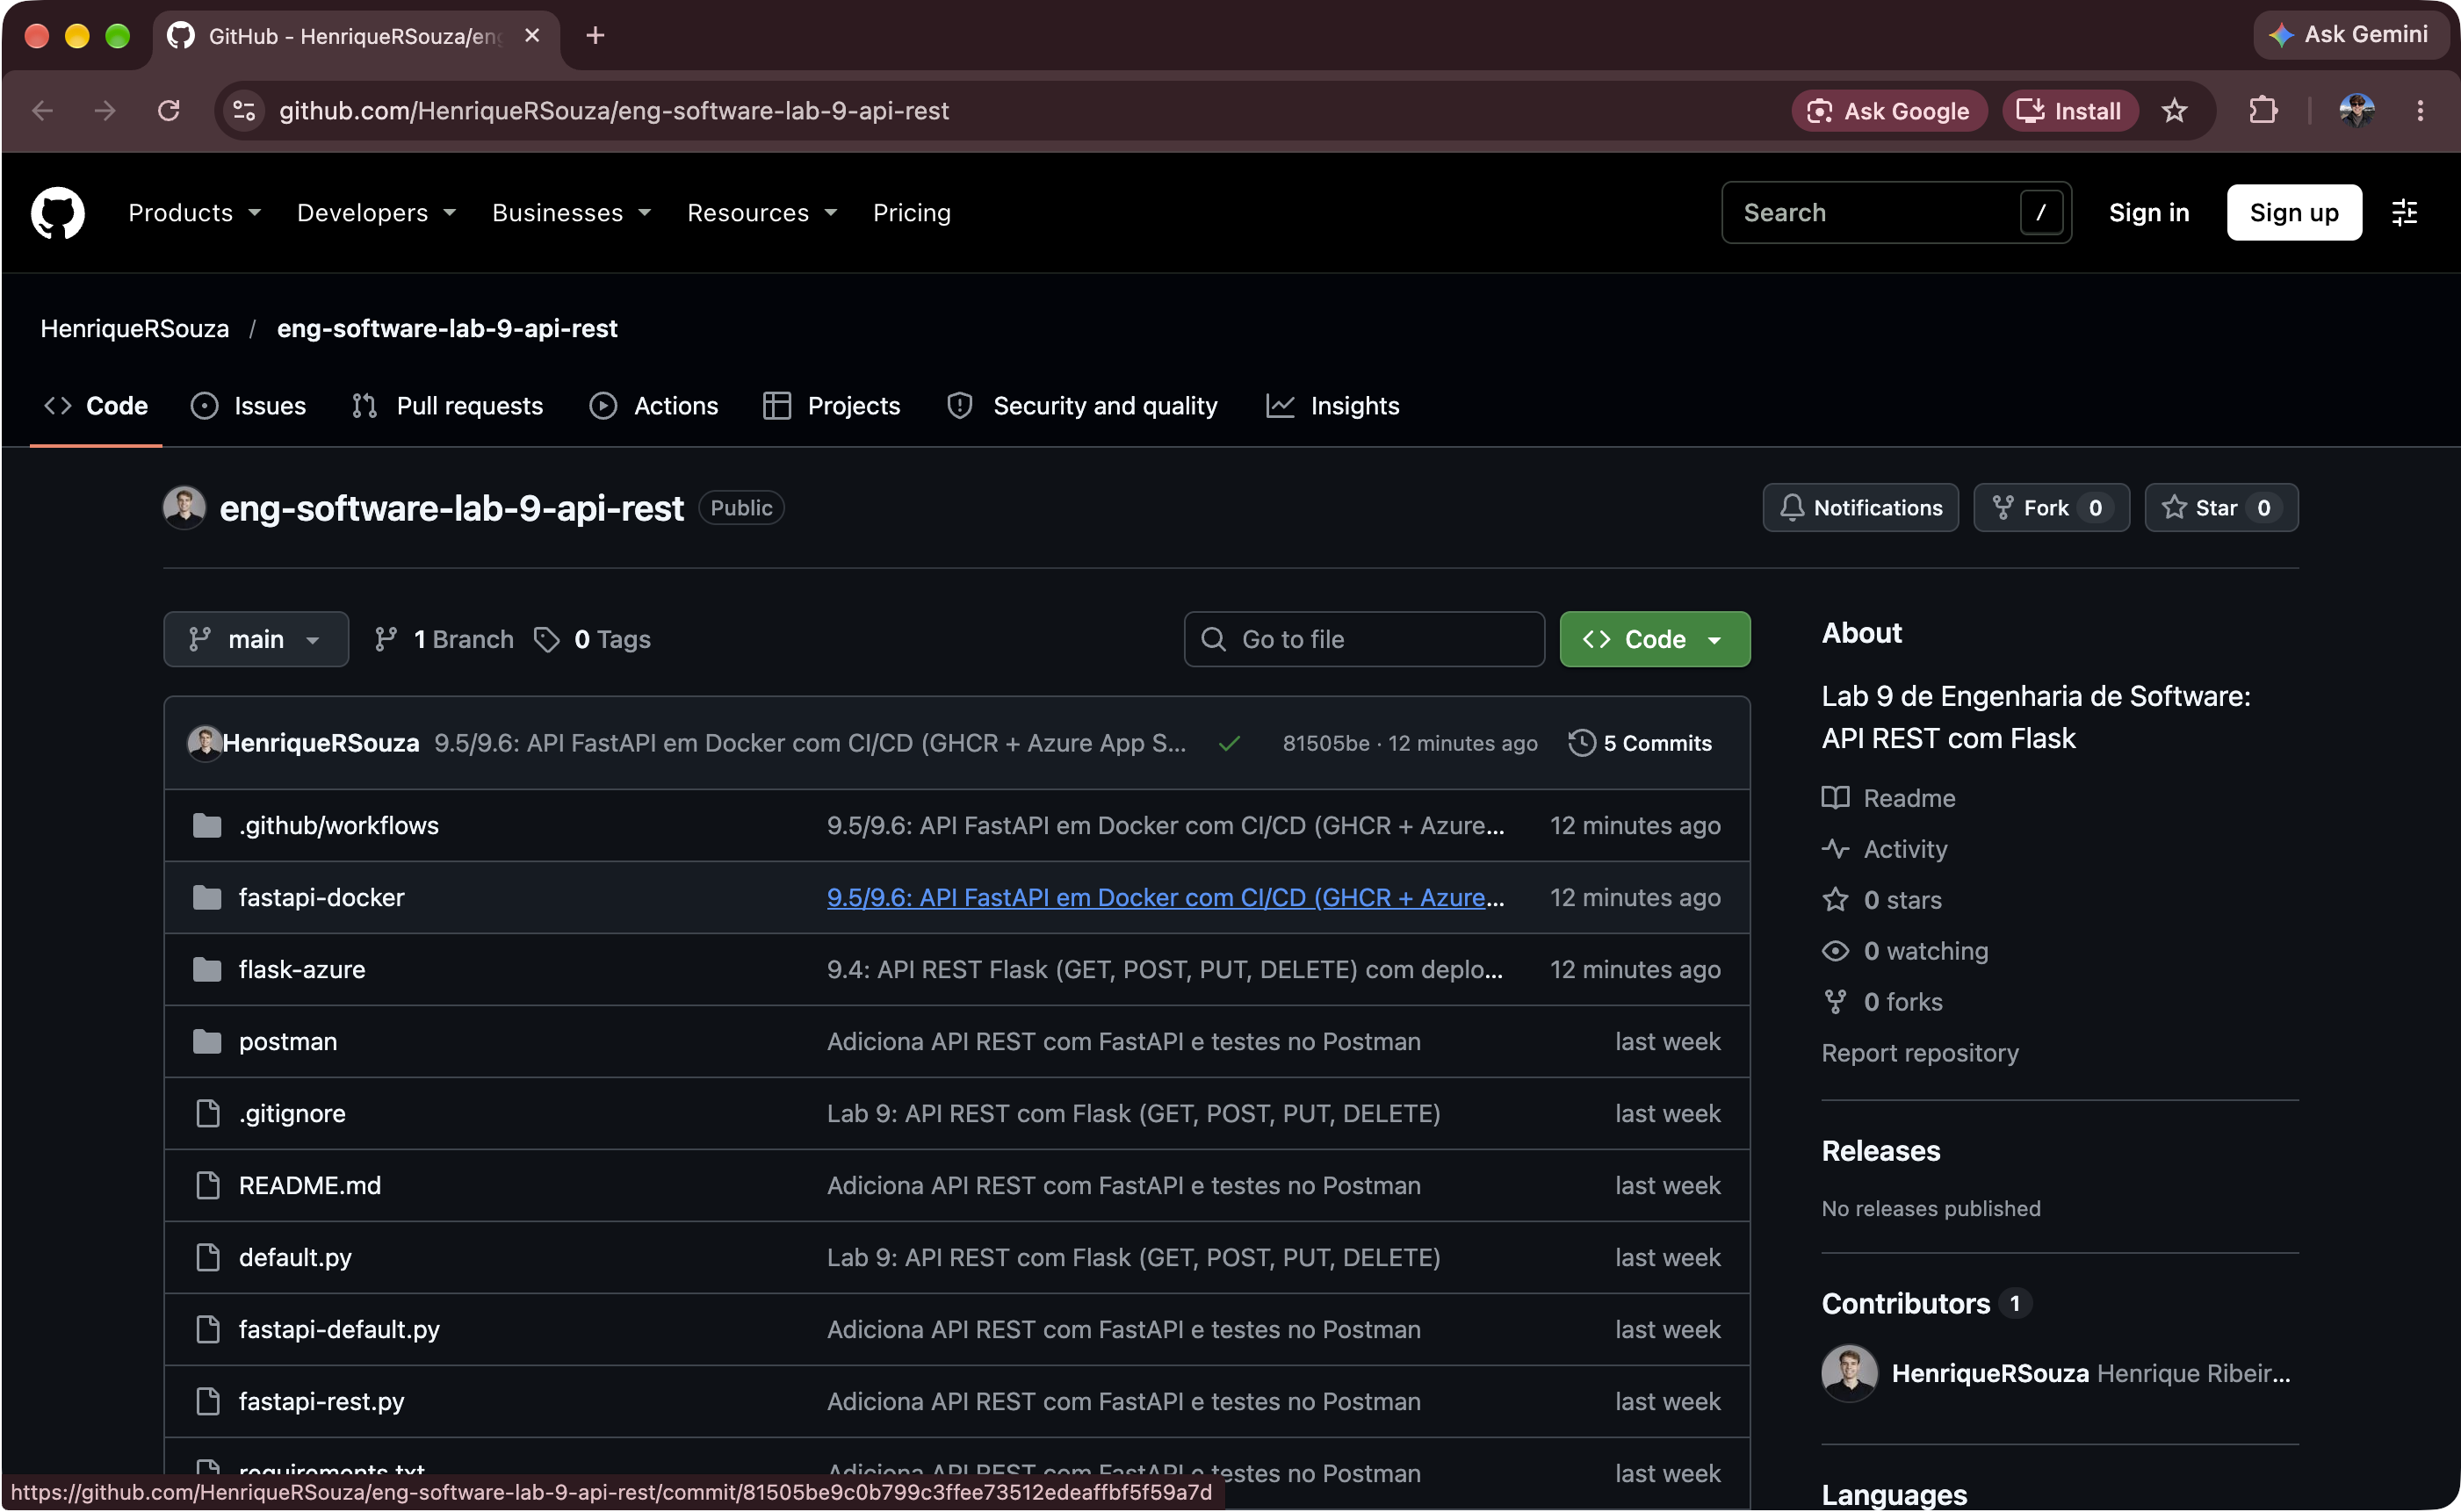 GitHub - HenriqueRSouza/eng
Ask Gemini
github.com/HenriqueRSouza/eng-software-lab-9-api-rest
Ask Google
Install
Products
Developers
Businesses
Resources
Pricing
Search
/
Sign in
Sign up
HenriqueRSouza / eng-software-lab-9-api-rest
Code
Issues
Pull requests
Actions
Projects
Security and quality
Insights
eng-software-lab-9-api-rest
Public
Notifications
Fork 0
Star 0
main
1 Branch
0 Tags
Go to file
Code
HenriqueRSouza 9.5/9.6: API FastAPI em Docker com CI/CD (GHCR + Azure App S... 81505be · 12 minutes ago 5 Commits
.github/workflows 9.5/9.6: API FastAPI em Docker com CI/CD (GHCR + Azure... 12 minutes ago
fastapi-docker 9.5/9.6: API FastAPI em Docker com CI/CD (GHCR + Azure... 12 minutes ago
flask-azure 9.4: API REST Flask (GET, POST, PUT, DELETE) com deplo... 12 minutes ago
postman Adiciona API REST com FastAPI e testes no Postman last week
.gitignore Lab 9: API REST com Flask (GET, POST, PUT, DELETE) last week
README.md Adiciona API REST com FastAPI e testes no Postman last week
default.py Lab 9: API REST com Flask (GET, POST, PUT, DELETE) last week
fastapi-default.py Adiciona API REST com FastAPI e testes no Postman last week
fastapi-rest.py Adiciona API REST com FastAPI e testes no Postman last week
requirements.txt Adiciona API REST com FastAPI e testes no Postman last week
About
Lab 9 de Engenharia de Software:
API REST com Flask
Readme
Activity
0 stars
0 watching
0 forks
Report repository
Releases
No releases published
Contributors 1
HenriqueRSouza Henrique Ribeir...
Languages
https://github.com/HenriqueRSouza/eng-software-lab-9-api-rest/commit/81505be9c0b799c3ffee73512edeaffbf5f59a7d